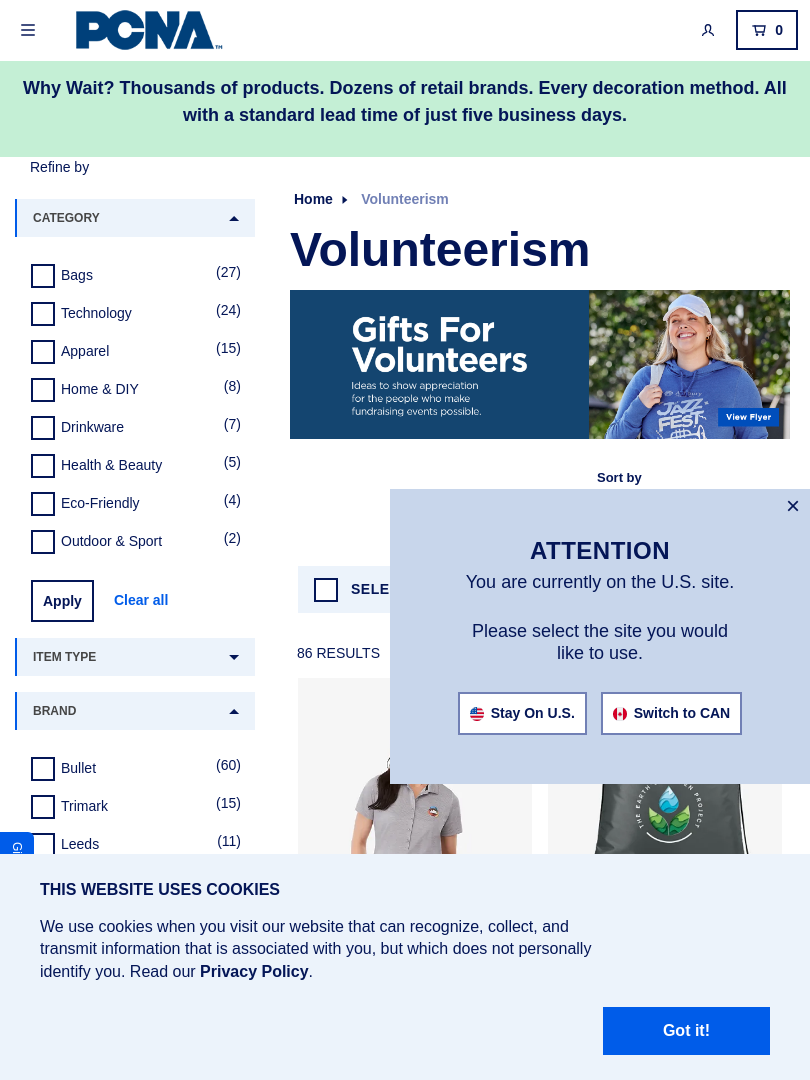 PCNA™
0
Why Wait? Thousands of products. Dozens of retail brands. Every decoration method. All
with a standard lead time of just five business days.
Refine by
CATEGORY
Bags (27)
Technology (24)
Apparel (15)
Home & DIY (8)
Drinkware (7)
Health & Beauty (5)
Eco-Friendly (4)
Outdoor & Sport (2)
Apply Clear all
ITEM TYPE
BRAND
Bullet (60)
Trimark (15)
Leeds (11)
Home Volunteerism
Volunteerism
Gifts For
Volunteers
Ideas to show appreciation
for the people who make
fundraising events possible.
JAZZ
FEST
View Flyer
Sort by
SELE
86 RESULTS
×
ATTENTION
You are currently on the U.S. site.
Please select the site you would
like to use.
Stay On U.S. Switch to CAN
THIS WEBSITE USES COOKIES
We use cookies when you visit our website that can recognize, collect, and
transmit information that is associated with you, but which does not personally
identify you. Read our Privacy Policy.
Got it!